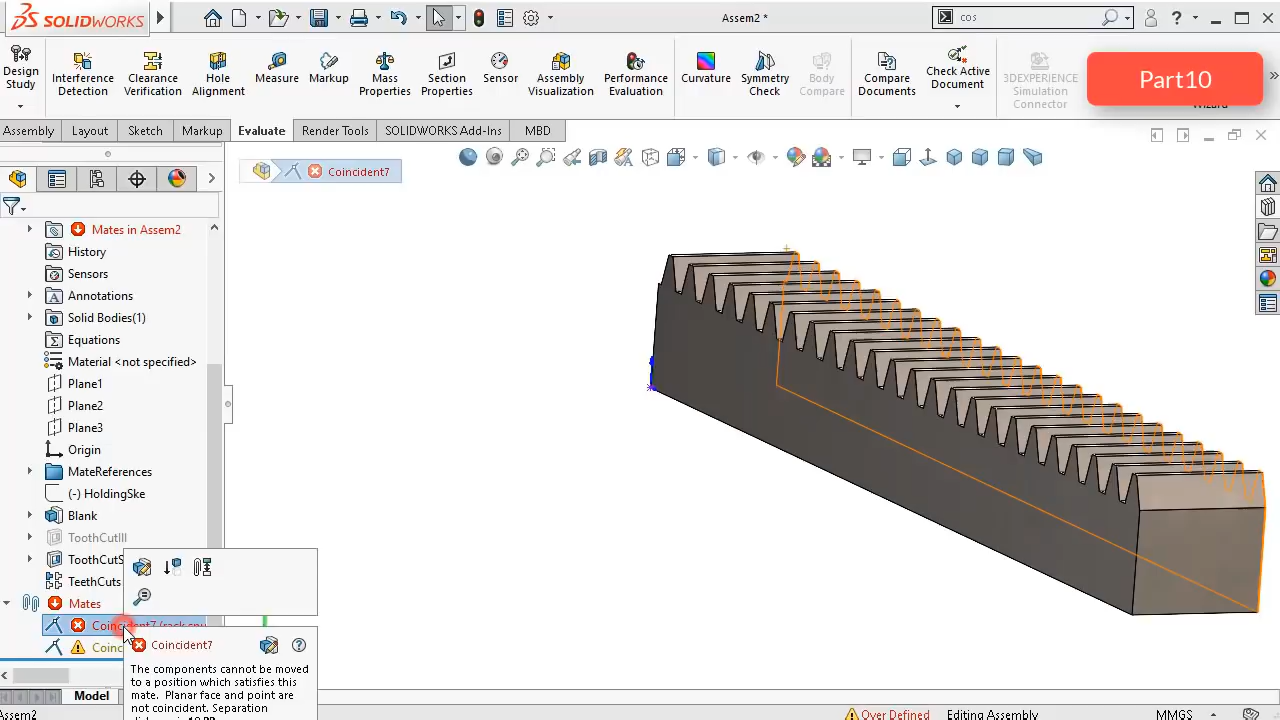 SOLIDWORKS
Assem2 *
cos
Design Study
Interference Detection
Clearance Verification
Hole Alignment
Measure
Markup
Mass Properties
Section Properties
Sensor
Assembly Visualization
Performance Evaluation
Curvature
Symmetry Check
Body Compare
Compare Documents
Check Active Document
3DEXPERIENCE Simulation Connector
Part10
Assembly
Layout
Sketch
Markup
Evaluate
Render Tools
SOLIDWORKS Add-Ins
MBD
Coincident7
Mates in Assem2
History
Sensors
Annotations
Solid Bodies(1)
Equations
Material <not specified>
Plane1
Plane2
Plane3
Origin
MateReferences
(-) HoldingSke
Blank
ToothCutIII
ToothCutS
TeethCuts
Mates
Coincident7
Coinc
Coincident7
The components cannot be moved
to a position which satisfies this
mate. Planar face and point are
not coincident. Separation
Model
Assem2
Over Defined
Editing Assembly
MMGS